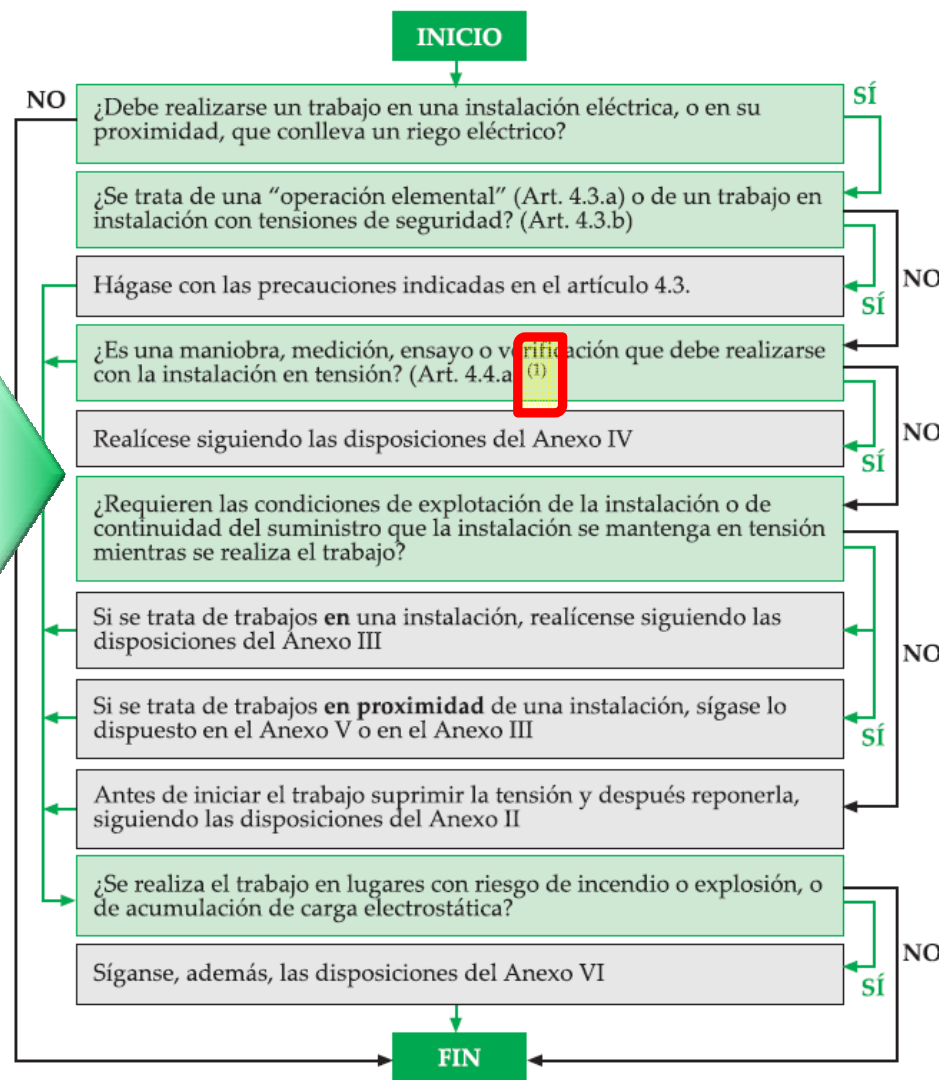 INICIO
NO
SÍ
¿Debe realizarse un trabajo en una instalación eléctrica, o en su
proximidad, que conlleva un riego eléctrico?
¿Se trata de una “operación elemental” (Art. 4.3.a) o de un trabajo en
instalación con tensiones de seguridad? (Art. 4.3.b)
NO
Hágase con las precauciones indicadas en el artículo 4.3.
SÍ
¿Es una maniobra, medición, ensayo o verificación que debe realizarse
con la instalación en tensión? (Art. 4.4.a (1)
NO
Realícese siguiendo las disposiciones del Anexo IV
SÍ
¿Requieren las condiciones de explotación de la instalación o de
continuidad del suministro que la instalación se mantenga en tensión
mientras se realiza el trabajo?
Si se trata de trabajos en una instalación, realícense siguiendo las
disposiciones del Anexo III
NO
Si se trata de trabajos en proximidad de una instalación, sígase lo
dispuesto en el Anexo V o en el Anexo III
SÍ
Antes de iniciar el trabajo suprimir la tensión y después reponerla,
siguiendo las disposiciones del Anexo II
¿Se realiza el trabajo en lugares con riesgo de incendio o explosión, o
de acumulación de carga electrostática?
NO
Síganse, además, las disposiciones del Anexo VI
SÍ
FIN